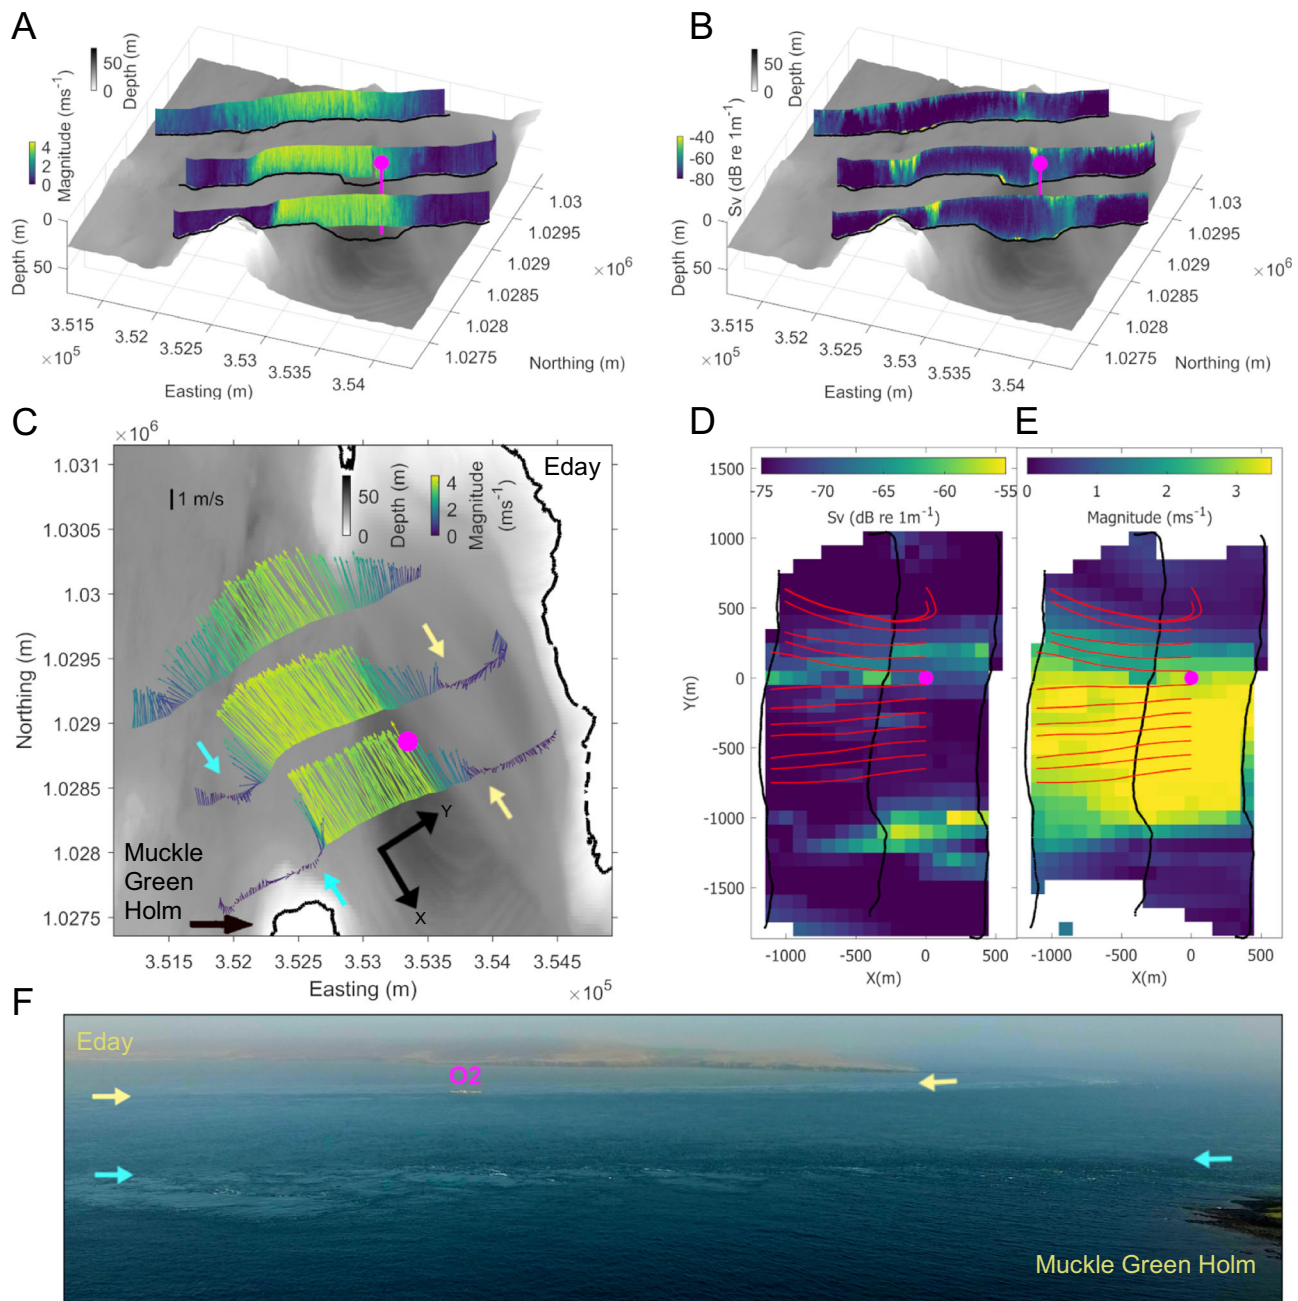 A
Depth (m)
50
0
Magnitude (ms⁻¹)
4
2
0
0
50
Depth (m)
3.515
3.52
3.525
3.53
3.535
3.54
×10⁵
Easting (m)
1.03
1.0295
1.029
1.0285
1.028
1.0275
×10⁶
Northing (m)
B
Depth (m)
50
0
Sv (dB re 1m⁻¹)
-40
-60
-80
0
50
Depth (m)
3.515
3.52
3.525
3.53
3.535
3.54
×10⁵
Easting (m)
1.03
1.0295
1.029
1.0285
1.028
1.0275
×10⁶
Northing (m)
C
×10⁶
1.031
1.0305
1.03
1.0295
1.029
1.0285
1.028
1.0275
Northing (m)
1 m/s
50
0
Depth (m)
4
2
0
Magnitude
(ms⁻¹)
Eday
Y
X
Muckle
Green
Holm
3.515
3.52
3.525
3.53
3.535
3.54
3.545
Easting (m)
×10⁵
D
-75
-70
-65
-60
-55
Sv (dB re 1m⁻¹)
1500
1000
500
0
-500
-1000
-1500
Y(m)
-1000
-500
0
500
X(m)
E
0
1
2
3
Magnitude (ms⁻¹)
-1000
-500
0
500
X(m)
F
Eday
O2
Muckle Green Holm